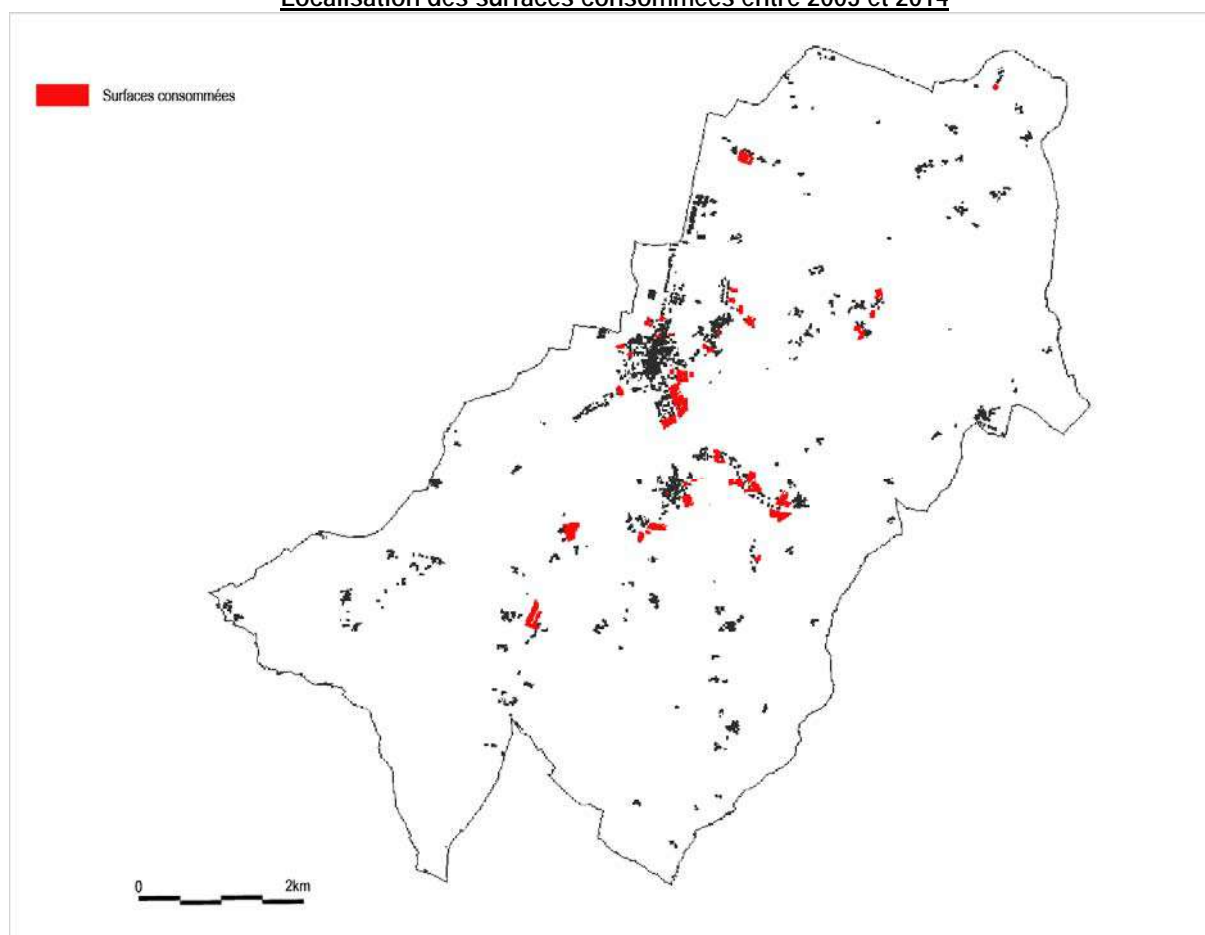 Localisation des surfaces consommées entre 2005 et 2014
Surfaces consommées
0 2km